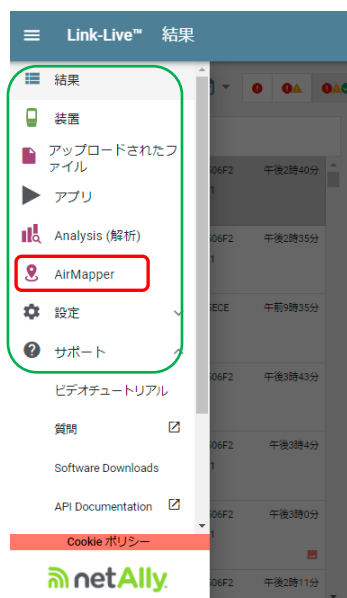 Link-Live™ 結果
結果
装置
アップロードされたフ
ァイル
アプリ
Analysis (解析)
AirMapper
設定
サポート
ビデオチュートリアル
質問
Software Downloads
API Documentation
Cookie ポリシー
netAlly
506F2 午後2時40分
1
506F2 午後2時35分
1
午前9時35分
506F2 午後3時43分
506F2 午後3時4分
1
506F2 午後3時0分
1
506F2 午後2時11分